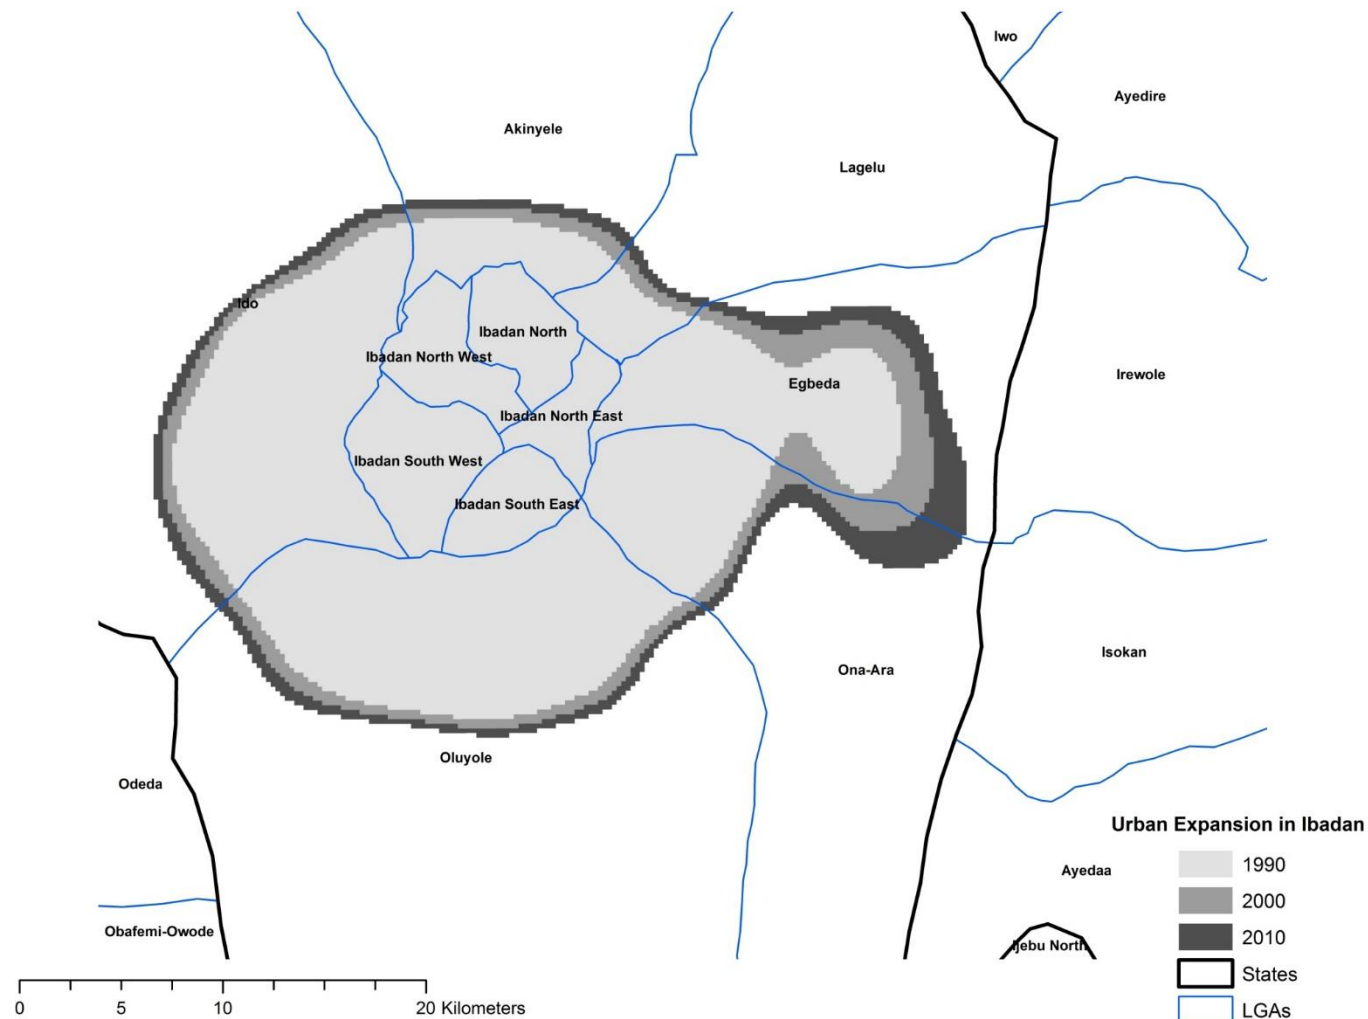 Iwo
Ayedire
Akinyele
Lagelu
Ido
Ibadan North
Ibadan North West
Egbeda
Irewole
Ibadan North East
Ibadan South West
Ibadan South East
Isokan
Ona-Ara
Oluyole
Odeda
Urban Expansion in Ibadan
1990
Ayedaa
2000
Obafemi-Owode
2010
Ijebu North
States
0 5 10 20 Kilometers
LGAs